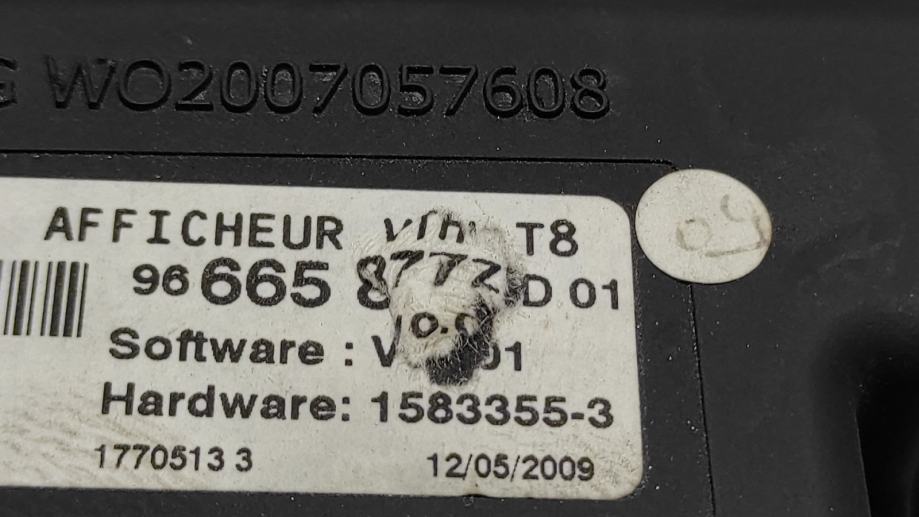 G WO2007057608
AFFICHEUR T8
96 665 D 01
Software :
Hardware: 1583355-3
1770513 3
12/05/2009